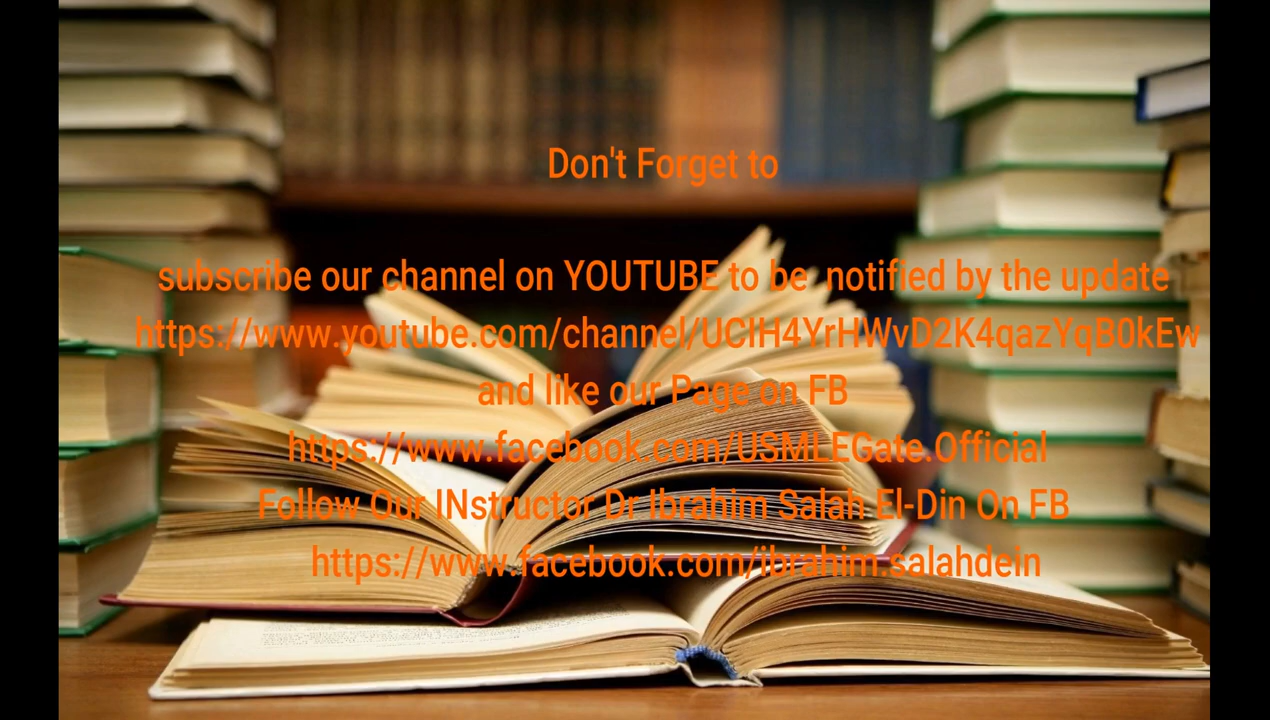 Don't Forget to
subscribe our channel on YOUTUBE to be notified by the update
https://www.youtube.com/channel/UCIH4YrHWvD2K4qazYqB0kEw
and like our Page on FB
https://www.facebook.com/USMLEGate.Official
Follow Our INstructor Dr Ibrahim Salah El-Din On FB
https://www.facebook.com/ibrahim.salahdein